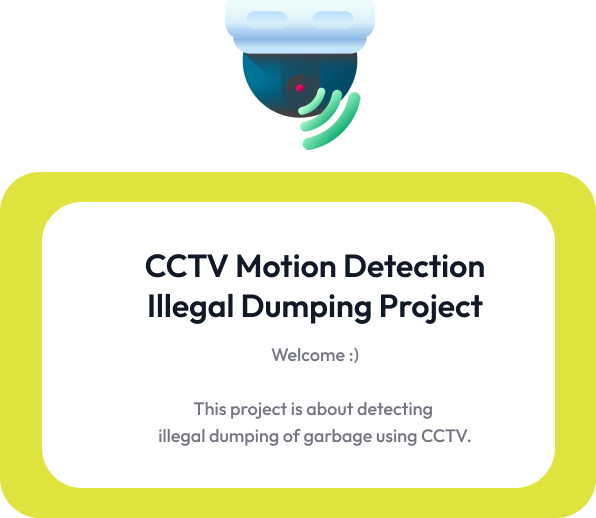 CCTV Motion Detection
Illegal Dumping Project
Welcome :)
This project is about detecting
illegal dumping of garbage using CCTV.